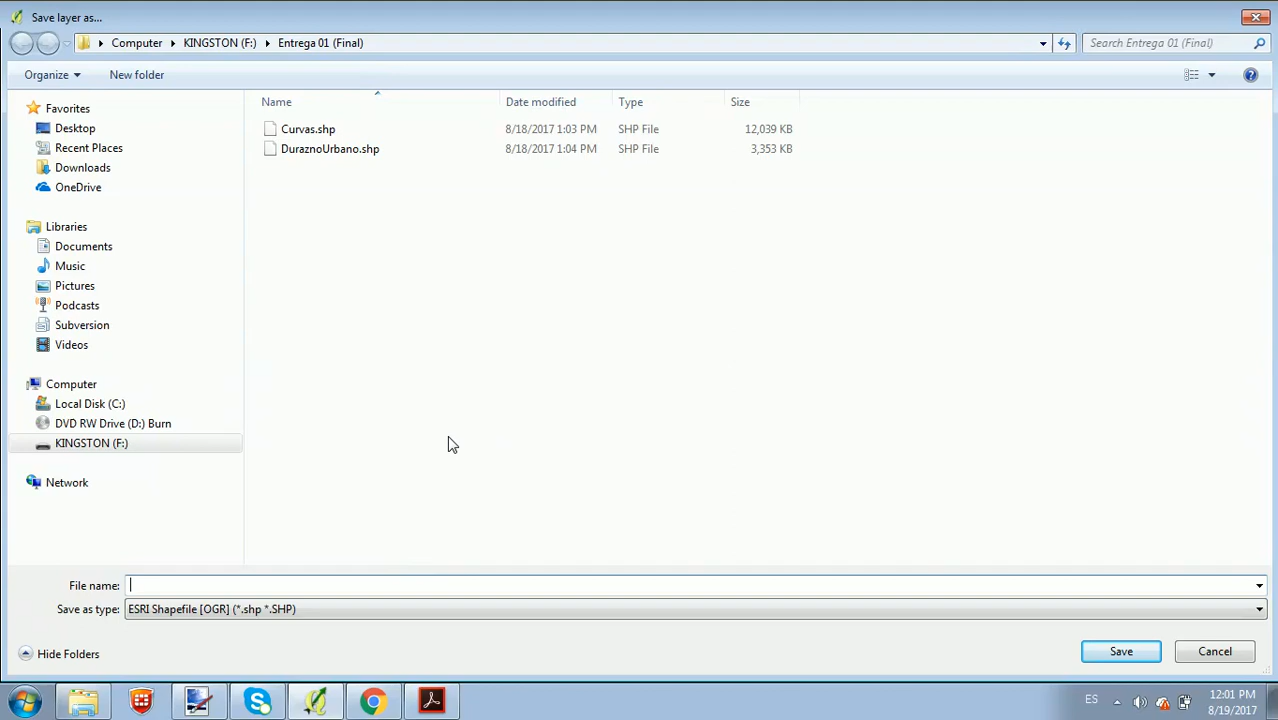 Save layer as...
Computer KINGSTON (F:) Entrega 01 (Final)
Search Entrega 01 (Final)
Organize New folder
Name Date modified Type Size
Curvas.shp 8/18/2017 1:03 PM SHP File 12,039 KB
DuraznoUrbano.shp 8/18/2017 1:04 PM SHP File 3,353 KB
Favorites
Desktop
Recent Places
Downloads
OneDrive
Libraries
Documents
Music
Pictures
Podcasts
Subversion
Videos
Computer
Local Disk (C:)
DVD RW Drive (D:) Burn
KINGSTON (F:)
Network
File name:
Save as type: ESRI Shapefile [OGR] (*.shp *.SHP)
Hide Folders
Save Cancel
ES
12:01 PM
8/19/2017